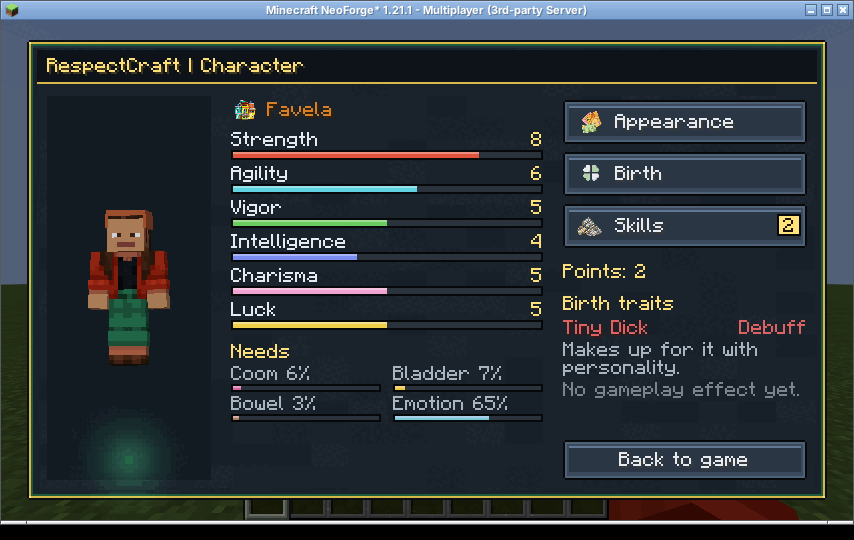 Minecraft NeoForge* 1.21.1 - Multiplayer (3rd-party Server)
RespectCraft | Character
Favela
Strength 8
Agility 6
Vigor 5
Intelligence 4
Charisma 5
Luck 5
Needs
Coom 6% Bladder 7%
Bowel 3% Emotion 65%
Appearance
Birth
Skills 2
Points: 2
Birth traits
Tiny Dick Debuff
Makes up for it with
personality.
No gameplay effect yet.
Back to game